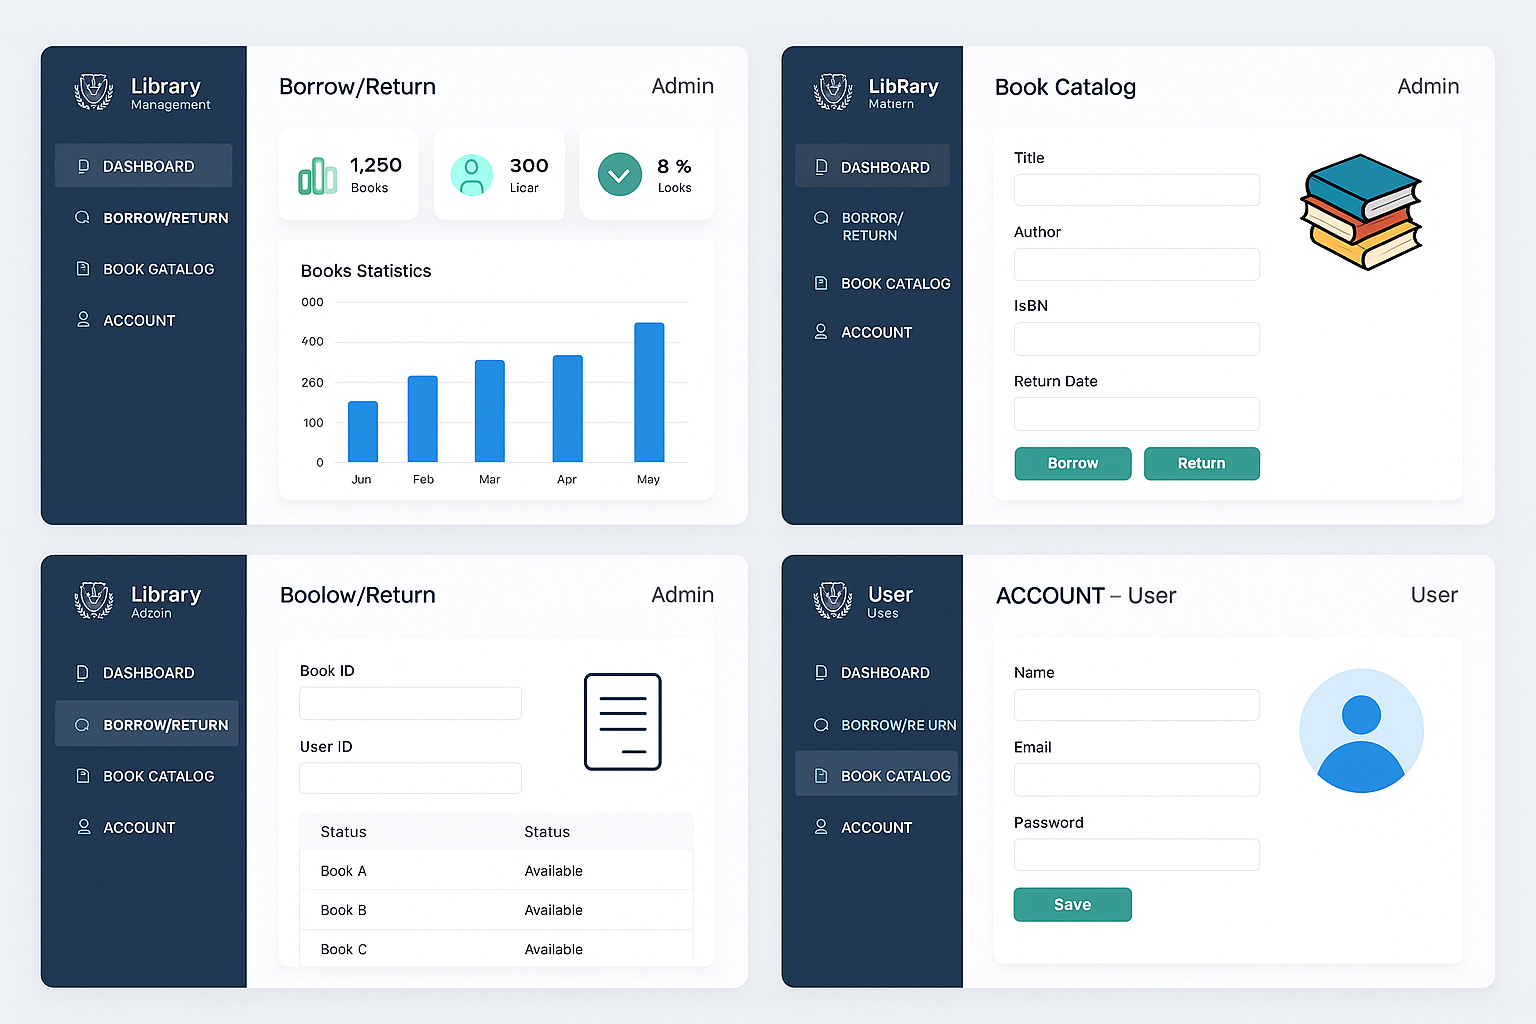 Library
Management
DASHBOARD
BORROW/RETURN
BOOK GATALOG
ACCOUNT
Borrow/Return
Admin
1,250
Books
300
Licar
8 %
Looks
Books Statistics
000
400
260
100
0
Jun Feb Mar Apr May
LibRary
Matiern
DASHBOARD
BORROR/
RETURN
BOOK CATALOG
ACCOUNT
Book Catalog
Admin
Title
Author
IsBN
Return Date
Borrow
Return
Library
Adzoin
DASHBOARD
BORROW/RETURN
BOOK CATALOG
ACCOUNT
Boolow/Return
Admin
Book ID
User ID
Status Status
Book A Available
Book B Available
Book C Available
User
Uses
DASHBOARD
BORROW/RE URN
BOOK CATALOG
ACCOUNT
ACCOUNT – User
User
Name
Email
Password
Save